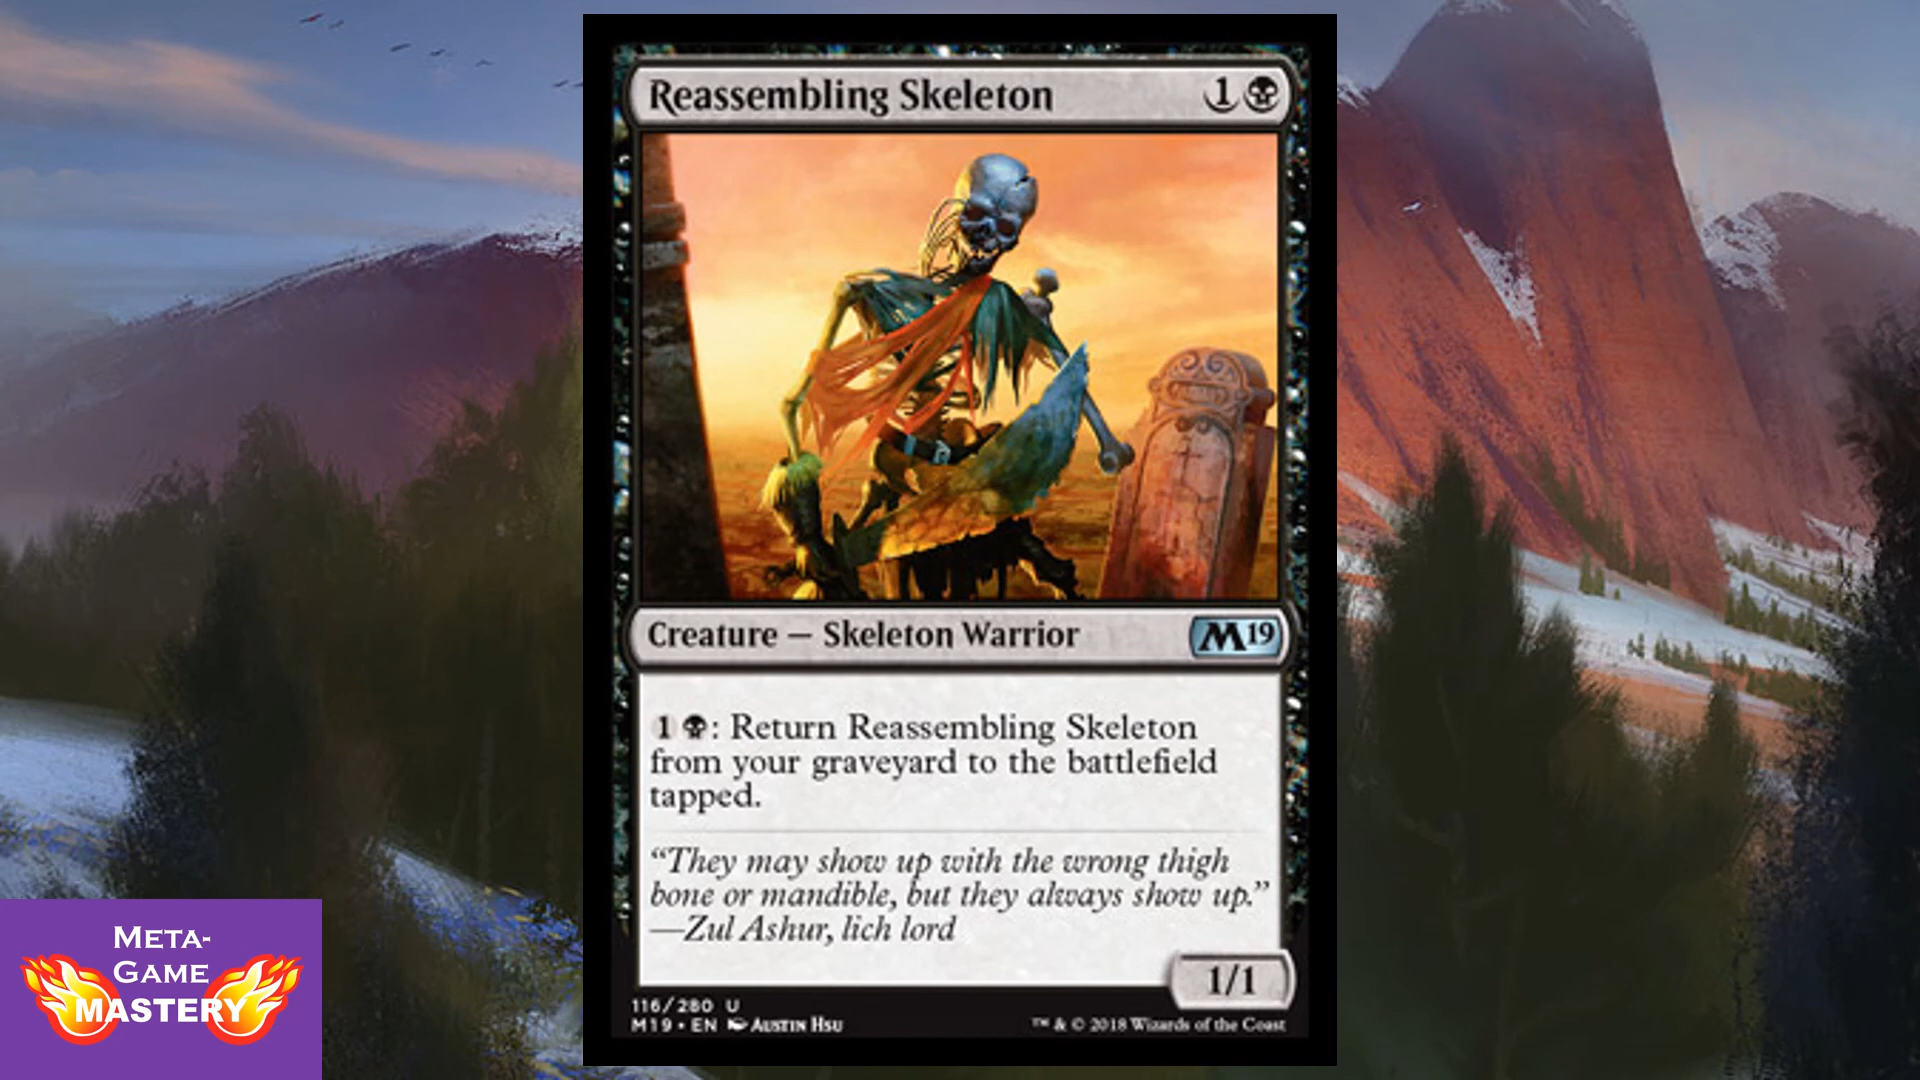 Reassembling Skeleton 1
Creature — Skeleton Warrior M19
1 : Return Reassembling Skeleton
from your graveyard to the battlefield
tapped.
“They may show up with the wrong thigh
bone or mandible, but they always show up.”
—Zul Ashur, lich lord
1/1
116/280 U
M19 • EN Austin Hsu
™ & © 2018 Wizards of the Coast
META-
GAME
MASTERY